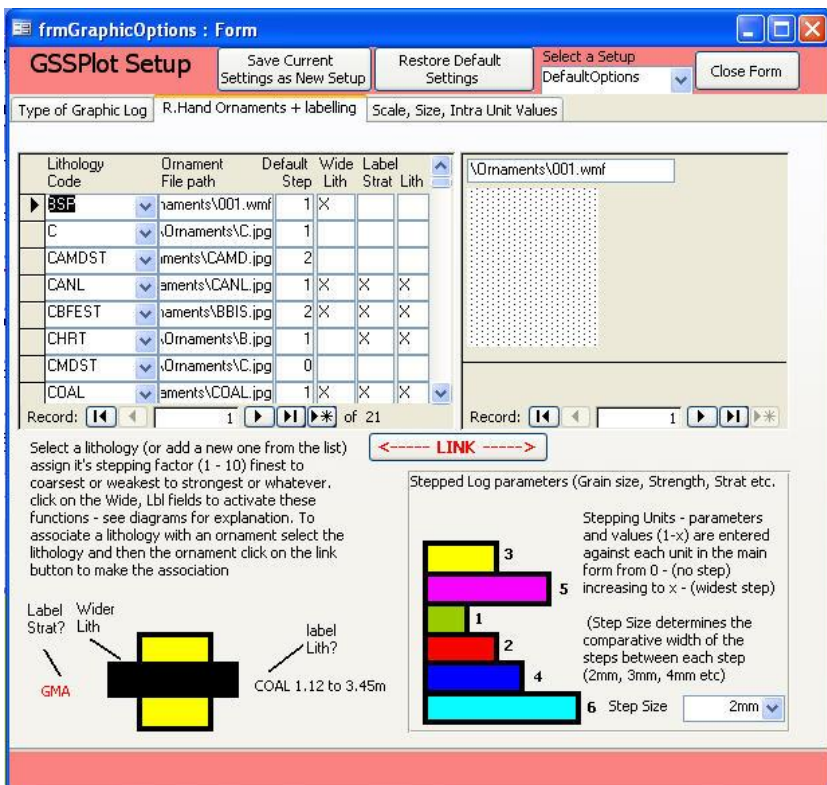 frmGraphicOptions : Form
GSSPlot Setup
Save Current
Settings as New Setup
Restore Default
Settings
Select a Setup
DefaultOptions
Close Form
Type of Graphic Log
R.Hand Ornaments + labelling
Scale, Size, Intra Unit Values
Lithology Ornament Default Wide Label
Code File path Step Lith Strat Lith
BSF naments\001.wmf 1 X
C \Ornaments\C.jpg 1
CAMDST iments\CAMD.jpg 2
CANL aments\CANL.jpg 1 X X X
CBFEST naments\BBIS.jpg 2 X X X
CHRT \Ornaments\B.jpg 1 X X
CMDST \Ornaments\C.jpg 0
COAL aments\COAL.jpg 1 X X X
Record: 1 of 21
\Ornaments\001.wmf
Record: 1
<----- LINK ----->
Select a lithology (or add a new one from the list)
assign it's stepping factor (1 - 10) finest to
coarsest or weakest to strongest or whatever.
click on the Wide, Lbl fields to activate these
functions - see diagrams for explanation. To
associate a lithology with an ornament select the
lithology and then the ornament click on the link
button to make the association
Label
Strat?
Wider
Lith
label
Lith?
GMA
COAL 1.12 to 3.45m
Stepped Log parameters (Grain size, Strength, Strat etc.
3
5
1
2
4
6
Stepping Units - parameters
and values (1-x) are entered
against each unit in the main
form from 0 - (no step)
increasing to x - (widest step)
(Step Size determines the
comparative width of the
steps between each step
(2mm, 3mm, 4mm etc)
Step Size 2mm